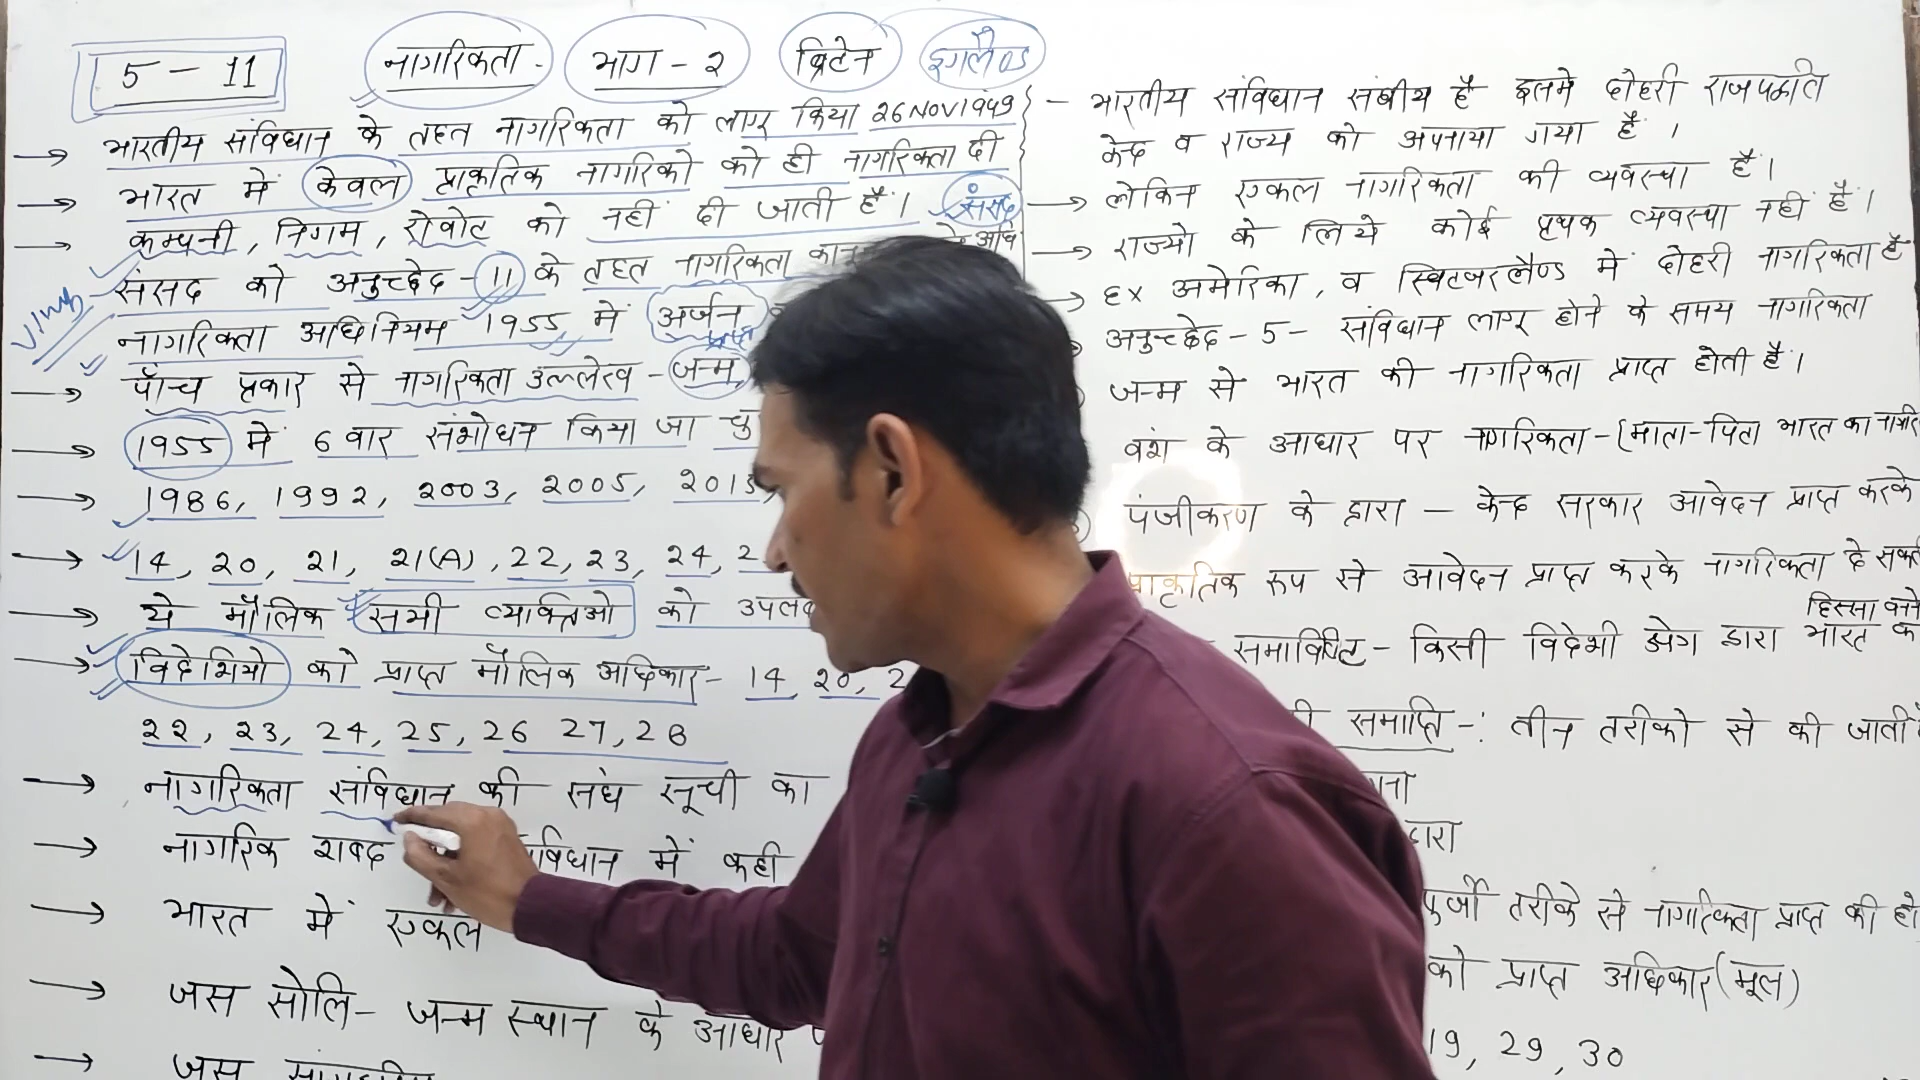 5 - 11 नागरिकता - भाग - २ ब्रिटेन इंगलैण्ड
भारतीय संविधान के तहत नागरिकता को लागू किया 26 NOV 1949
भारत में केवल प्राकृतिक नागरिको को ही नागरिकता दी
कम्पनी, निगम, रोवोट को नहीं दी जाती है। संसद
संसद को अनुच्छेद - 11 के तहत नागरिकता
नागरिकता अधिनियम 1955 में अर्जन
पाँच प्रकार से नागरिकता उल्लेख - जन्म,
1955 में 6 वार संभोधन किया जा चु
1986, 1992, 2003, 2005, 2015,
14, 20, 21, 21(A), 22, 23, 24, 2
ये मौलिक सभी व्यक्तिओ को उपलब
विदेशियो को प्राप्त मौलिक अधिकार - 14, 20, 2
22, 23, 24, 25, 26 27, 28
नागरिकता संविधान की संघ सूची का
नागरिक शब्द विधान में कही
भारत में एकल
जस सोलि - जन्म स्थान के आधार प
जस
- भारतीय संविधान संघीय है इसमे दोहरी राजपद्धति
केन्द्र व राज्य को अपनाया गया है।
लेकिन एकल नागरिकता की व्यवस्था है।
राज्यो के लिये कोई पृथक व्यवस्था नहीं है।
Ex अमेरिका, व स्विटजरलैण्ड में दोहरी नागरिकता है
अनुच्छेद - 5 - संविधान लागू होने के समय नागरिकता
जन्म से भारत की नागरिकता प्राप्त होती है।
वंश के आधार पर नागरिकता - (माता-पिता भारत का नागरि
पंजीकरण के द्वारा - केन्द्र सरकार आवेदन प्राप्त करके
प्राकृतिक रूप से आवेदन प्राप्त करके नागरिकता दे सकत
हिस्सा बनने
- किसी विदेशी क्षेत्र द्वारा भारत का
समाप्ति -: तीन तरीको से की जाती है
ना
द्वारा
फर्जी तरीके से नागरिकता प्राप्त की हो
को प्राप्त अधिकार (मूल)
19, 29, 30